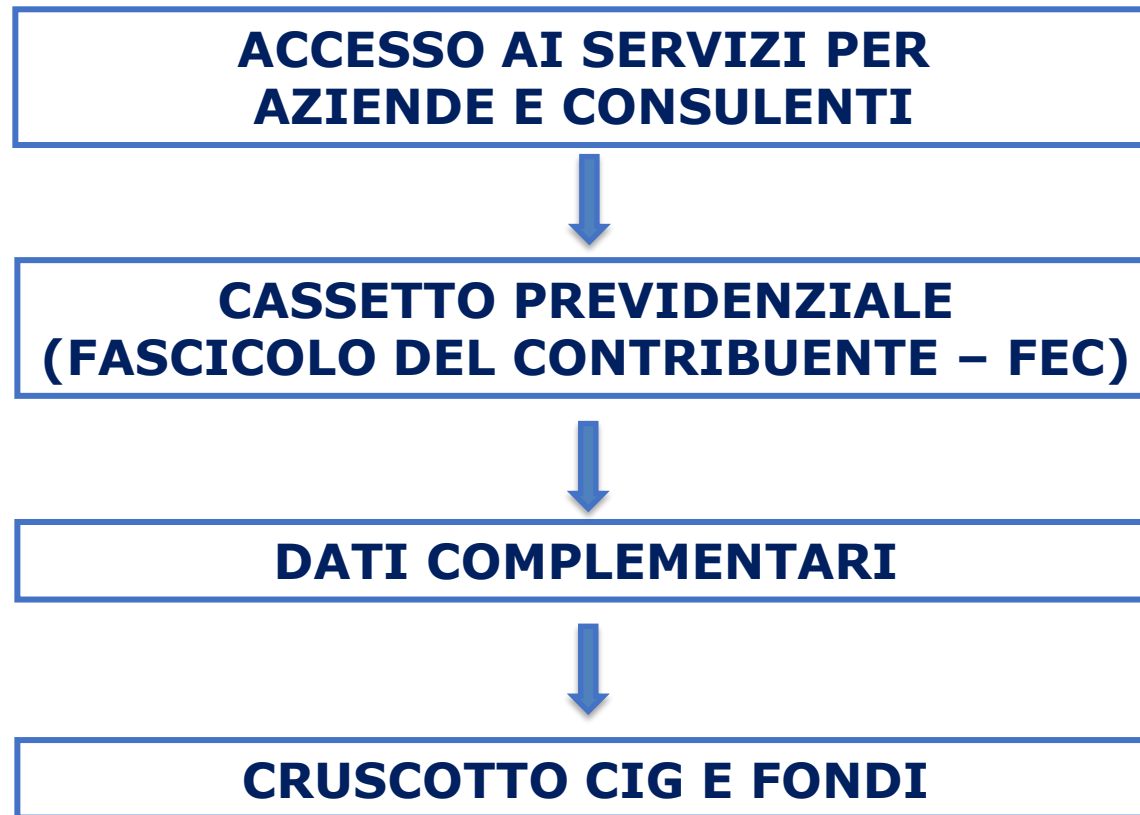 ACCESSO AI SERVIZI PER
AZIENDE E CONSULENTI
CASSETTO PREVIDENZIALE
(FASCICOLO DEL CONTRIBUENTE – FEC)
DATI COMPLEMENTARI
CRUSCOTTO CIG E FONDI